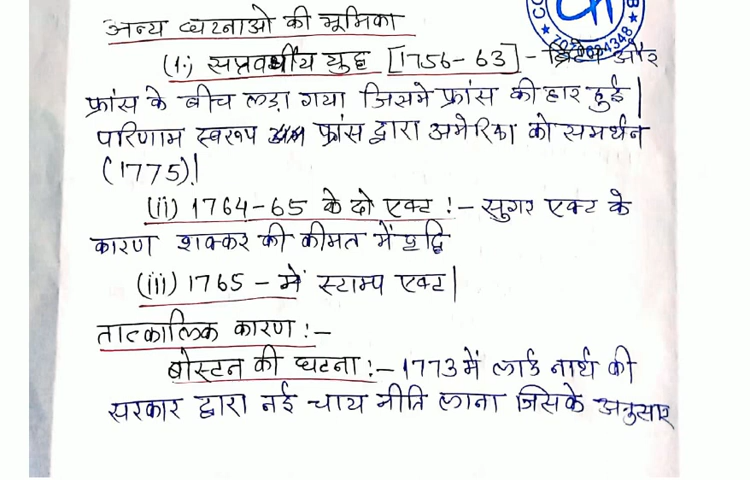 अन्य घटनाओ की भूमिका
(i.) सप्तवर्षीय युद्ध [1756-63] - ब्रिटेन और
फ्रांस के बीच लड़ा गया जिसमे फ्रांस की हार हुई|
परिणाम स्वरूप फ्रांस द्वारा अमेरिका को समर्थन
(1775)|
(ii) 1764-65 के दो एक्ट :- सुगर एक्ट के
कारण शक्कर की कीमत में वृद्धि
(iii) 1765 - में स्टाम्प एक्ट|
तात्कालिक कारण :-
बोस्टन की घटना :- 1773 में लार्ड नार्थ की
सरकार द्वारा नई चाय नीति लाना जिसके अनुसार